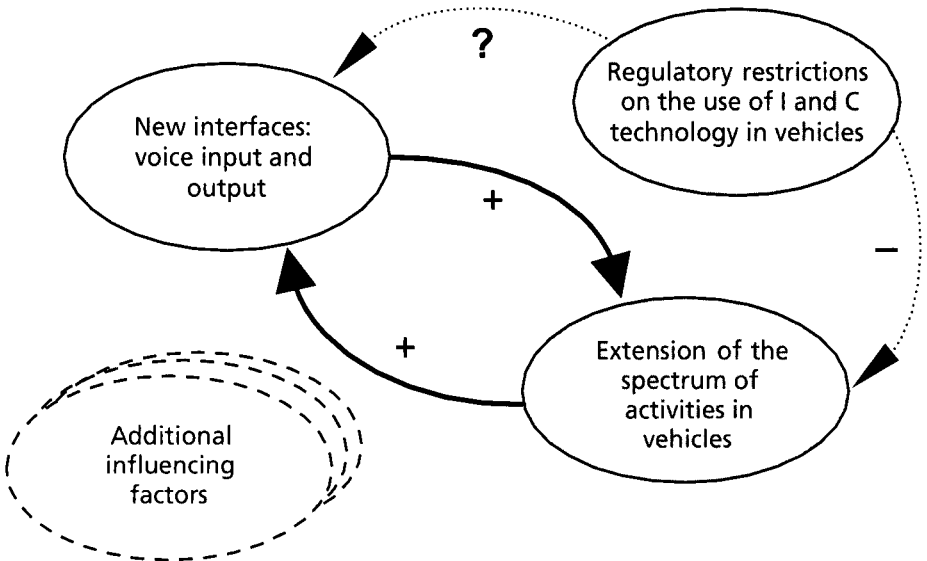 ?
Regulatory restrictions
on the use of I and C
technology in vehicles
New interfaces:
voice input and
output
+
–
+
Extension of the
spectrum of
activities in
vehicles
Additional
influencing
factors